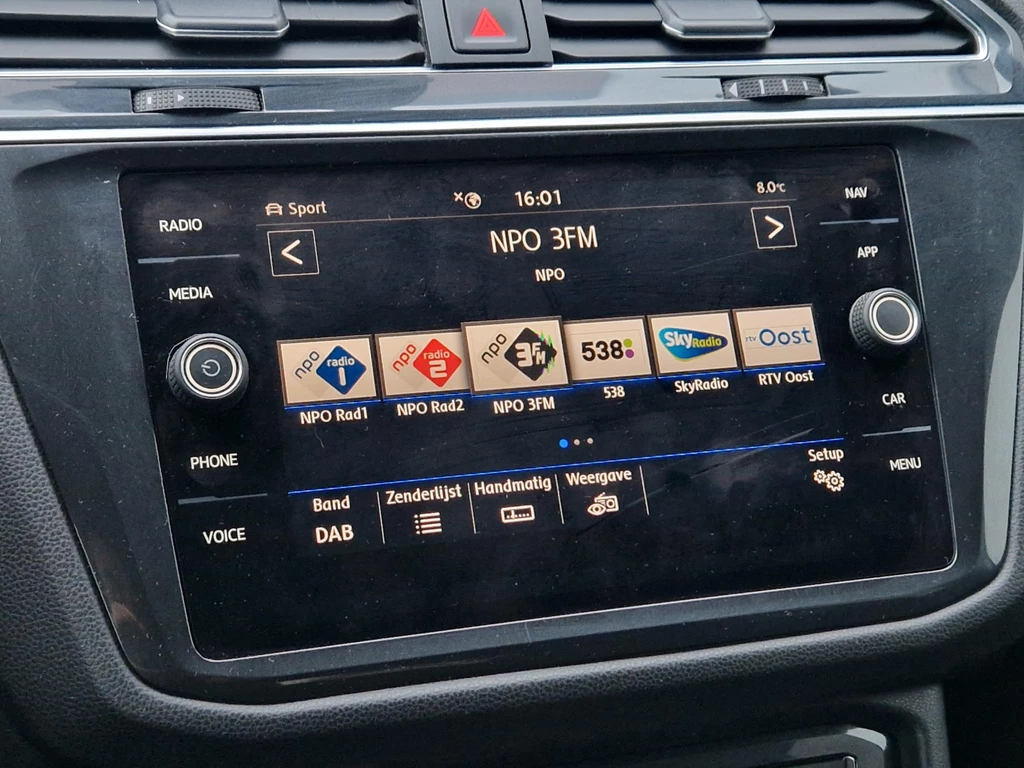 RADIO
MEDIA
PHONE
VOICE
Sport
16:01
8.0°C
<
NPO 3FM
>
NPO
npo radio 1
npo radio 2
npo 3FM
538
Sky Radio
rtv Oost
NPO Rad1
NPO Rad2
NPO 3FM
538
SkyRadio
RTV Oost
Band
DAB
Zenderlijst
Handmatig
Weergave
Setup
NAV
APP
CAR
MENU